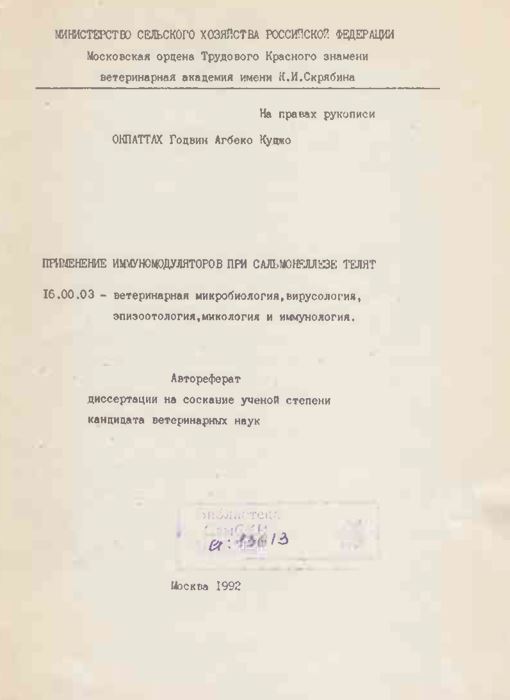 МИНИСТЕРСТВО СЕЛЬСКОГО ХОЗЯЙСТВА РОССИЙСКОЙ ФЕДЕРАЦИИ
Московская ордена Трудового Красного знамени
ветеринарная академия имени К.И.Скрябина
На правах рукописи
ОКПАТТАХ Годвин Агбеко Куджо
ПРИМЕНЕНИЕ ИММУНОМОДУЛЯТОРОВ ПРИ САЛЬМОНЕЛЛЕЗЕ ТЕЛЯТ
16.00.03 - ветеринарная микробиология,вирусология,
эпизоотология,микология и иммунология.
Автореферат
диссертации на соскание ученой степени
кандидата ветеринарных наук
Библиотека
Москва 1992